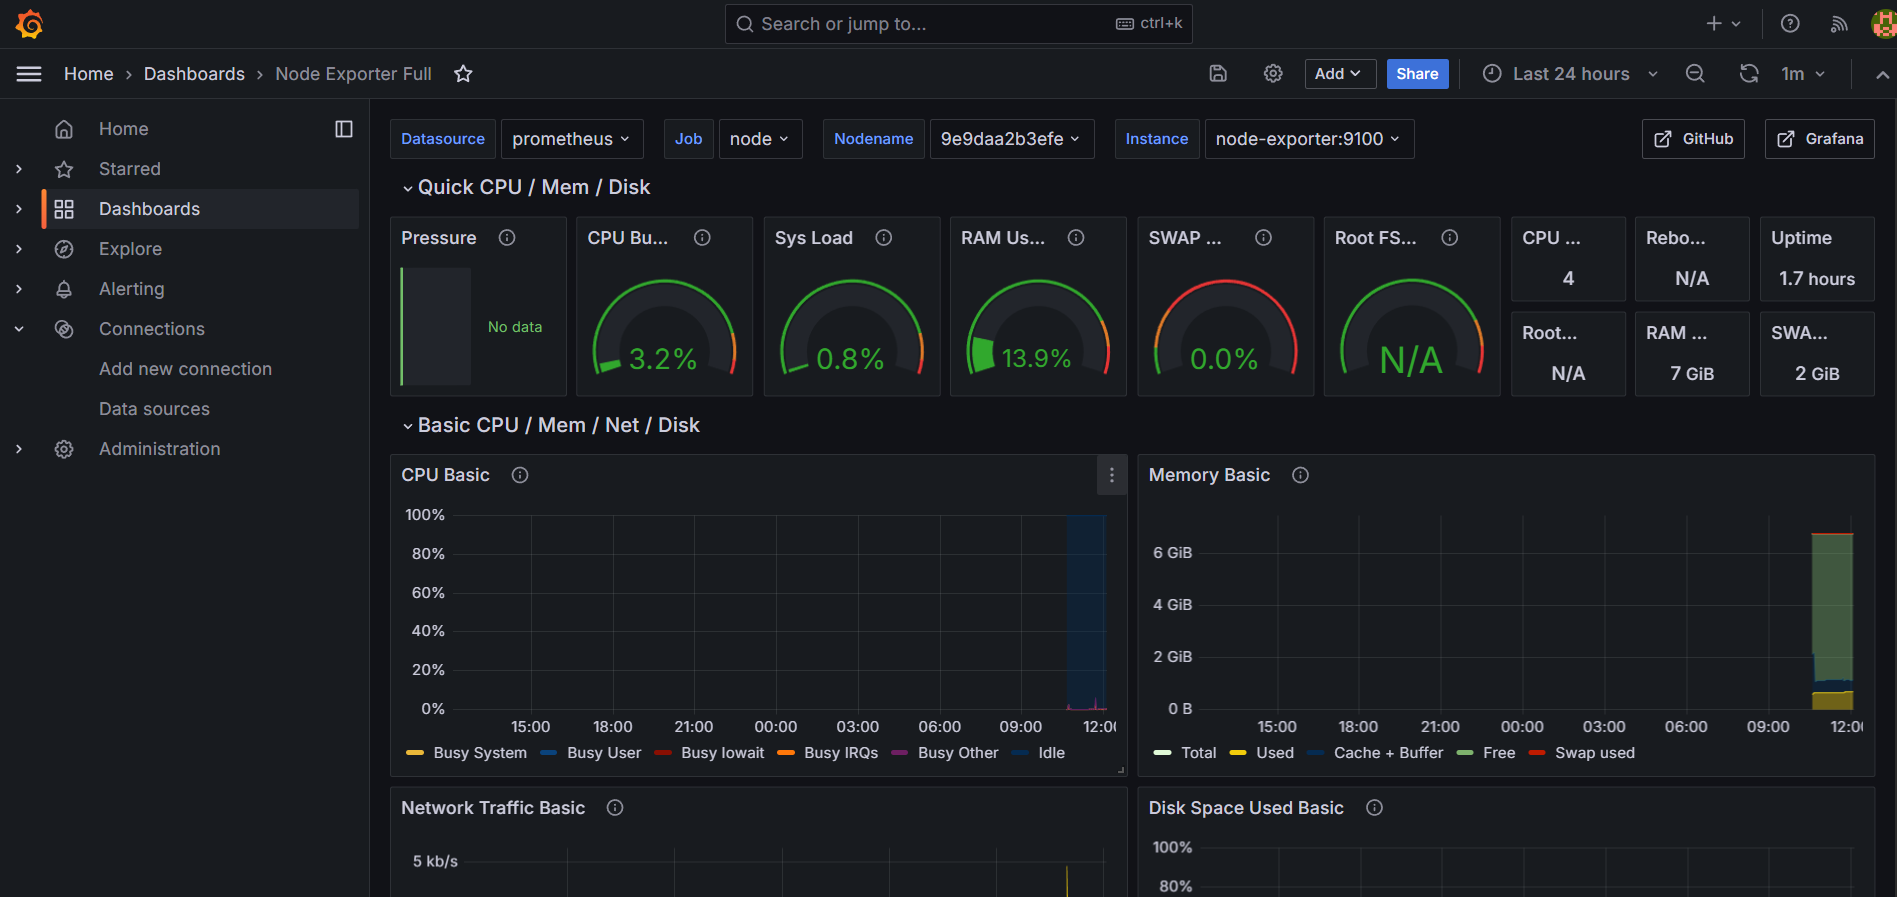 Search or jump to... ctrl+k
Home › Dashboards › Node Exporter Full Add Share Last 24 hours 1m
Home
Starred
Dashboards
Explore
Alerting
Connections
Add new connection
Data sources
Administration
Datasource prometheus Job node Nodename 9e9daa2b3efe Instance node-exporter:9100 GitHub Grafana
Quick CPU / Mem / Disk
Pressure CPU Bu... Sys Load RAM Us... SWAP ... Root FS... CPU ... Rebo... Uptime
4 N/A 1.7 hours
No data 3.2% 0.8% 13.9% 0.0% N/A
Root... RAM ... SWA...
N/A 7 GiB 2 GiB
Basic CPU / Mem / Net / Disk
CPU Basic
100%
80%
60%
40%
20%
0%
15:00 18:00 21:00 00:00 03:00 06:00 09:00 12:00
Busy System Busy User Busy Iowait Busy IRQs Busy Other Idle
Memory Basic
6 GiB
4 GiB
2 GiB
0 B
15:00 18:00 21:00 00:00 03:00 06:00 09:00 12:00
Total Used Cache + Buffer Free Swap used
Network Traffic Basic
5 kb/s
Disk Space Used Basic
100%
80%